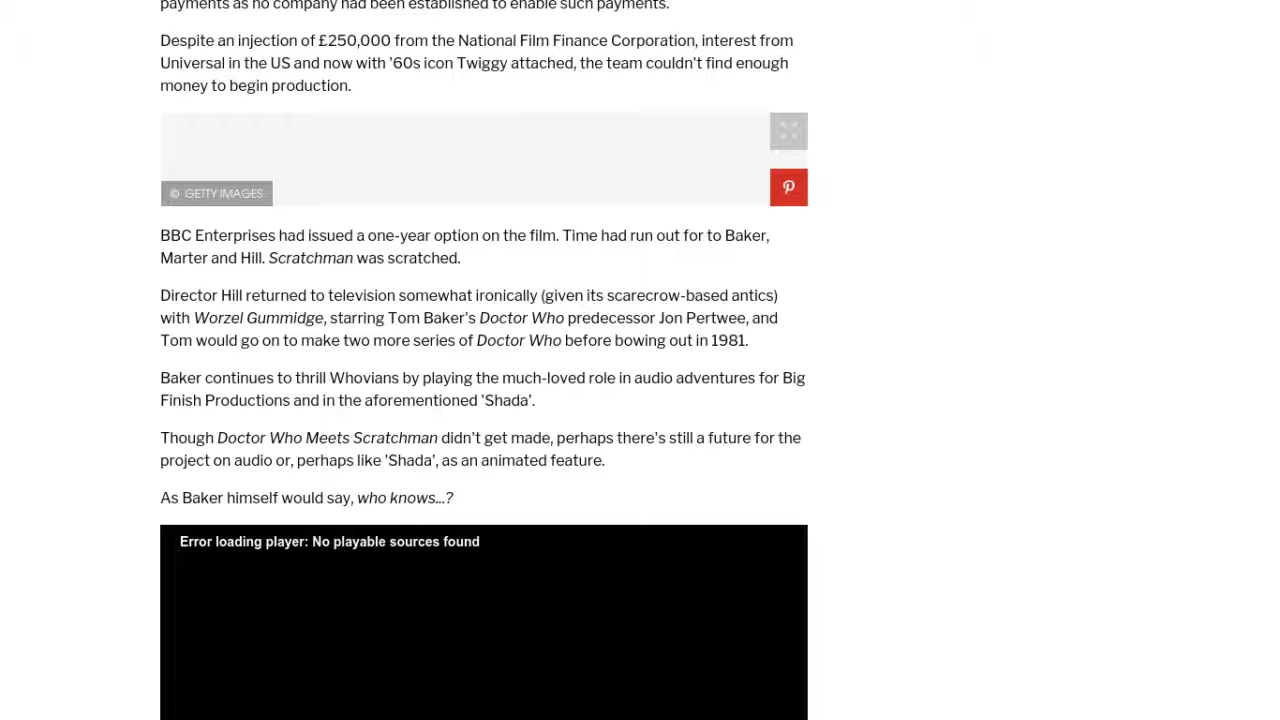 payments as no company had been established to enable such payments.
Despite an injection of £250,000 from the National Film Finance Corporation, interest from
Universal in the US and now with '60s icon Twiggy attached, the team couldn't find enough
money to begin production.
© GETTY IMAGES
BBC Enterprises had issued a one-year option on the film. Time had run out for to Baker,
Marter and Hill. Scratchman was scratched.
Director Hill returned to television somewhat ironically (given its scarecrow-based antics)
with Worzel Gummidge, starring Tom Baker's Doctor Who predecessor Jon Pertwee, and
Tom would go on to make two more series of Doctor Who before bowing out in 1981.
Baker continues to thrill Whovians by playing the much-loved role in audio adventures for Big
Finish Productions and in the aforementioned 'Shada'.
Though Doctor Who Meets Scratchman didn't get made, perhaps there's still a future for the
project on audio or, perhaps like 'Shada', as an animated feature.
As Baker himself would say, who knows...?
Error loading player: No playable sources found